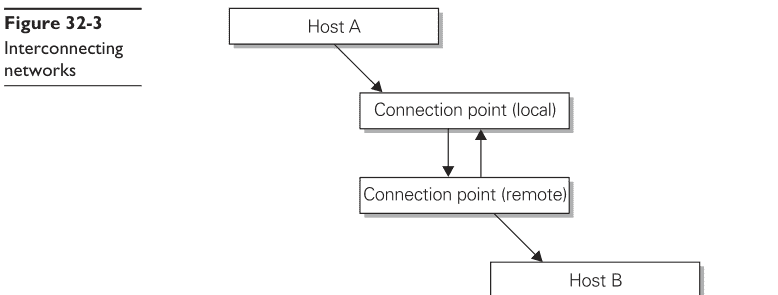 Figure 32-3
Interconnecting
networks
Host A
Connection point (local)
Connection point (remote)
Host B